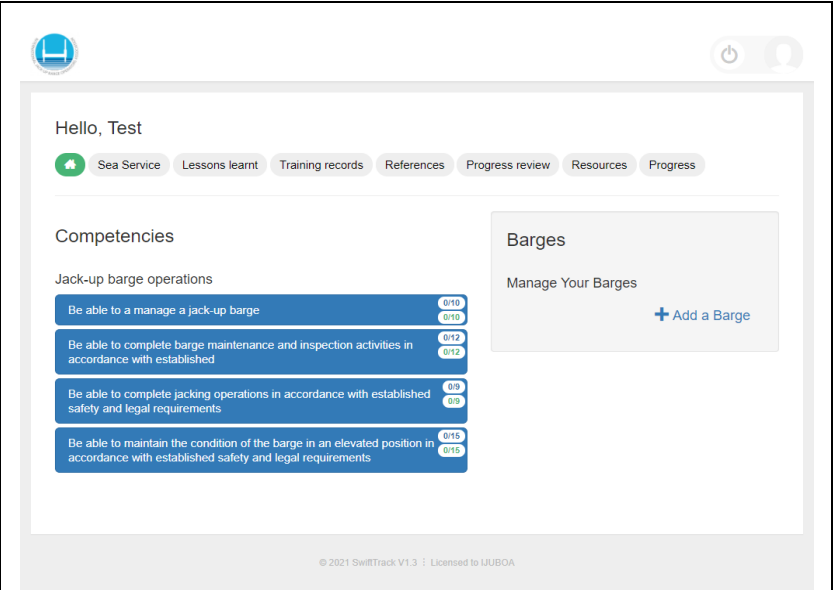 Hello, Test
Sea Service
Lessons learnt
Training records
References
Progress review
Resources
Progress
Competencies
Jack-up barge operations
Be able to a manage a jack-up barge
0/10
0/10
Be able to complete barge maintenance and inspection activities in
accordance with established
0/12
0/12
Be able to complete jacking operations in accordance with established
safety and legal requirements
0/9
0/9
Be able to maintain the condition of the barge in an elevated position in
accordance with established safety and legal requirements
0/15
0/15
Barges
Manage Your Barges
Add a Barge
© 2021 SwiftTrack V1.3 ⋮ Licensed to IJUBOA